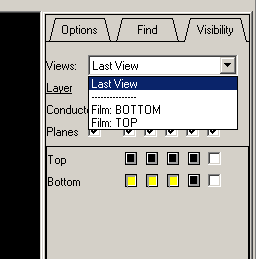 Options Find Visibility
Views: Last View
Last View
Layer
---------------
Conducto Film: BOTTOM
Film: TOP
Planes
Top
Bottom